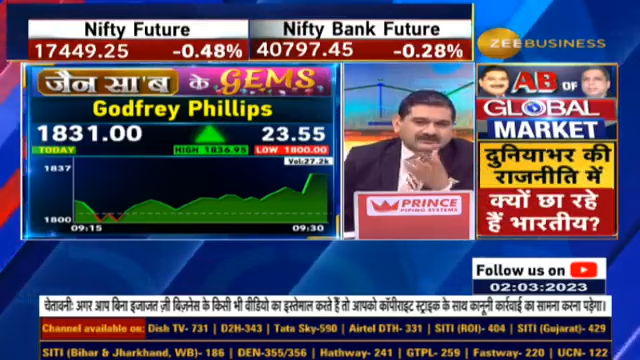 Nifty Future
17449.25 -0.48%
Nifty Bank Future
40797.45 -0.28%
ZEEBUSINESS
जैन सा'ब के GEMS
Godfrey Phillips
1831.00 23.55
TODAY HIGH 1836.95 LOW 1800.00
Vol:27.2k
1837
1800
09:15 09:30
PRINCE
PIPING SYSTEMS
AB OF
GLOBAL
MARKET
दुनियाभर की
राजनीति में
क्यों छा रहे
हैं भारतीय?
Follow us on
02:03:2023
चेतावनी: अगर आप बिना इजाजत ज़ी बिज़नेस के किसी भी वीडियो का इस्तेमाल करते हैं तो आपको कॉपीराइट स्ट्राइक के साथ कानूनी कार्रवाई का सामना करना पड़ेगा।
Channel available on: Dish TV- 731 | D2H-343 | Tata Sky-590 | Airtel DTH- 331 | SITI (ROI) - 404 | SITI (Gujarat) - 429
SITI (Bihar & Jharkhand, WB) - 186 | DEN-355/356 | Hathway- 241 | GTPL- 259 | Fastway- 220 | UCN- 122